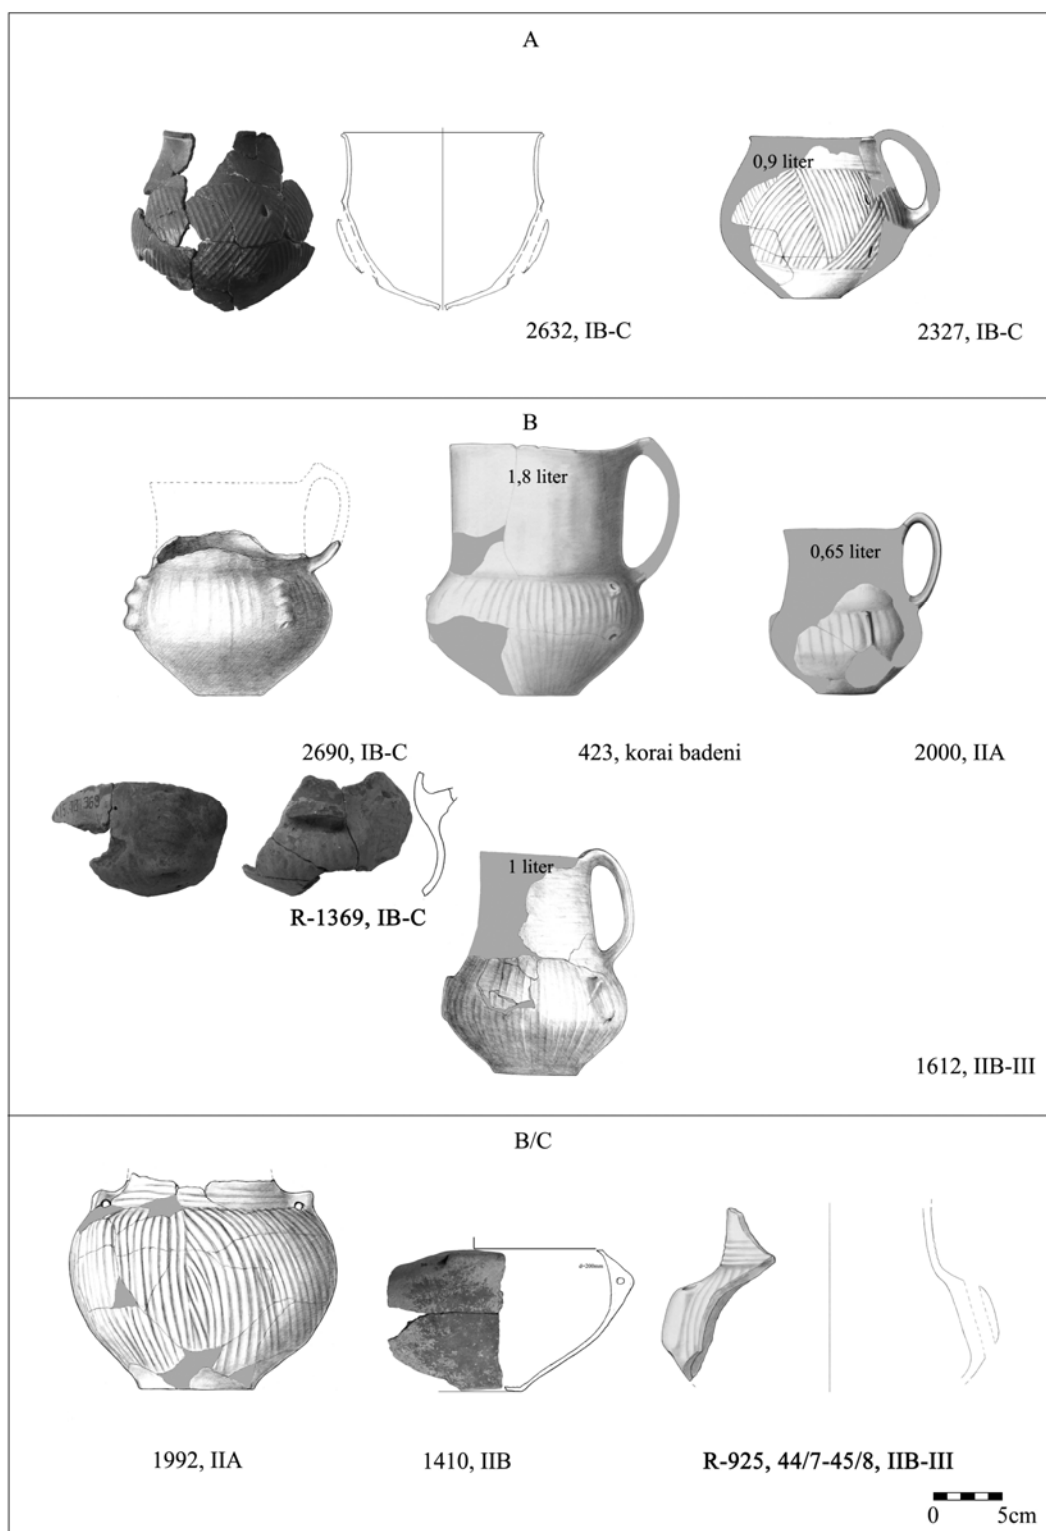 A
0,9 liter
2632, IB-C
2327, IB-C
B
1,8 liter
0,65 liter
2690, IB-C
423, korai badeni
2000, IIA
R-1369, IB-C
1 liter
1612, IIB-III
B/C
d=200mm
1992, IIA
1410, IIB
R-925, 44/7-45/8, IIB-III
0 5cm